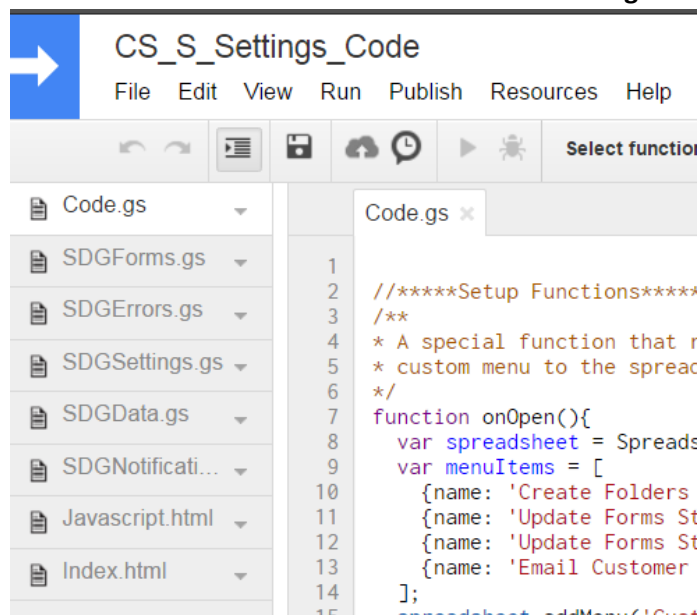 CS_S_Settings_Code
File Edit View Run Publish Resources Help
Code.gs
SDGForms.gs
SDGErrors.gs
SDGSettings.gs
SDGData.gs
SDGNotificati...
Javascript.html
Index.html
Select function
Code.gs ×
1
2 //*****Setup Functions*****
3 /**
4 * A special function that r
5 * custom menu to the spread
6 */
7 function onOpen(){
8 var spreadsheet = Spreads
9 var menuItems = [
10 {name: 'Create Folders
11 {name: 'Update Forms St
12 {name: 'Update Forms St
13 {name: 'Email Customer
14 ];